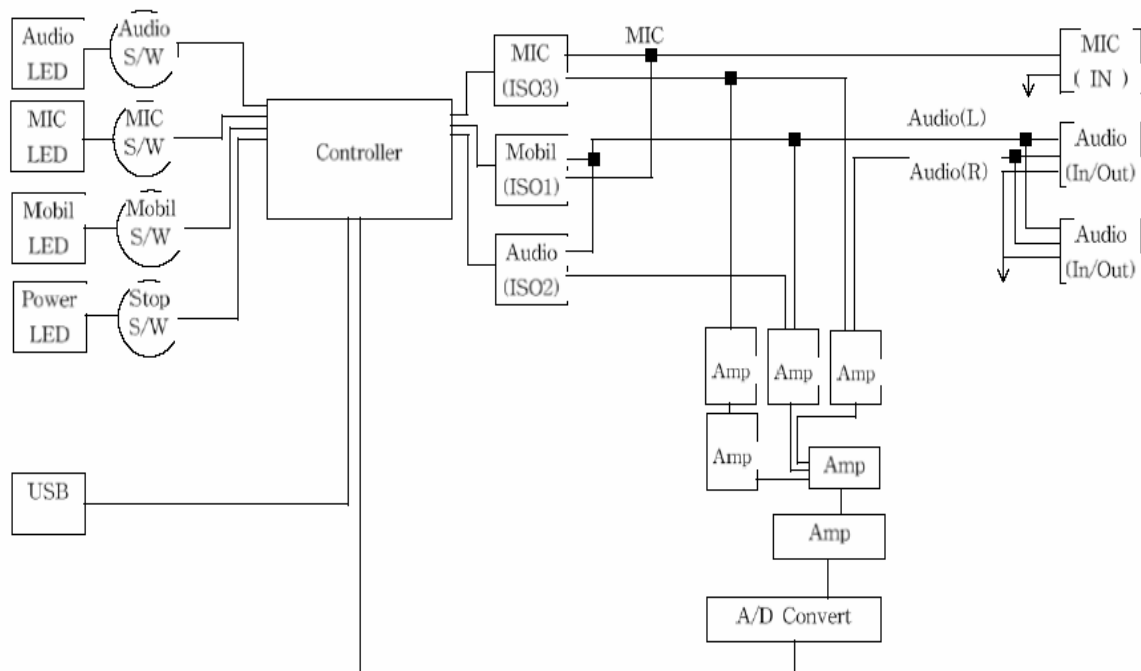 Audio
LED
Audio
S/W
MIC
LED
MIC
S/W
Mobil
LED
Mobil
S/W
Power
LED
Stop
S/W
USB
Controller
MIC
(ISO3)
Mobil
(ISO1)
Audio
(ISO2)
MIC
Audio(L)
Audio(R)
MIC
( IN )
Audio
(In/Out)
Audio
(In/Out)
Amp
Amp
Amp
Amp
Amp
Amp
A/D Convert